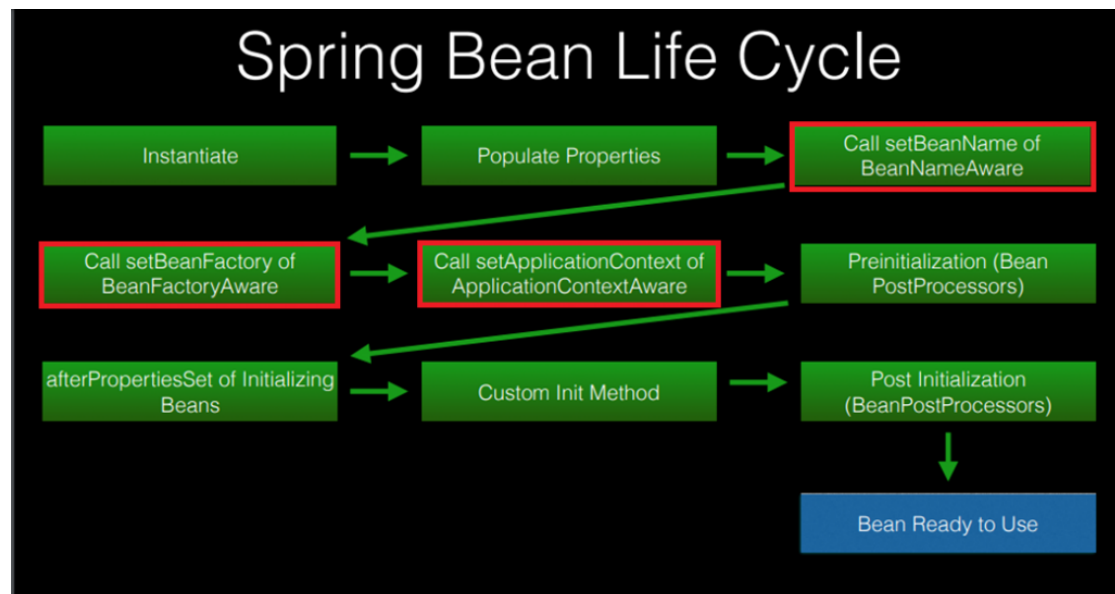 Spring Bean Life Cycle
Instantiate
Populate Properties
Call setBeanName of
BeanNameAware
Call setBeanFactory of
BeanFactoryAware
Call setApplicationContext of
ApplicationContextAware
Preinitialization (Bean
PostProcessors)
afterPropertiesSet of Initializing
Beans
Custom Init Method
Post Initialization
(BeanPostProcessors)
Bean Ready to Use